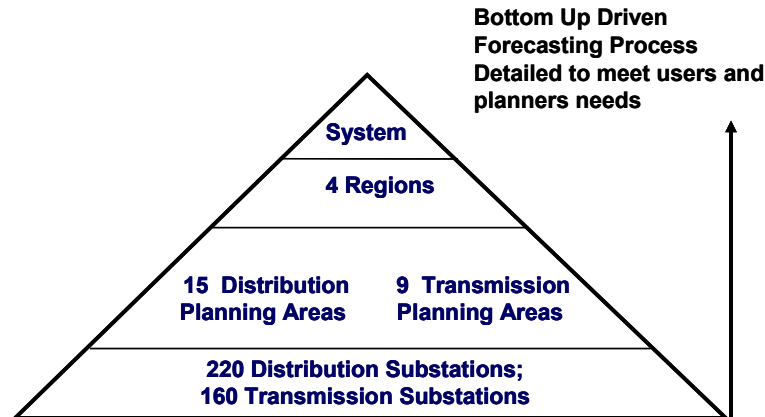 Bottom Up Driven
Forecasting Process
Detailed to meet users and
planners needs
System
4 Regions
15 Distribution
Planning Areas
9 Transmission
Planning Areas
220 Distribution Substations;
160 Transmission Substations